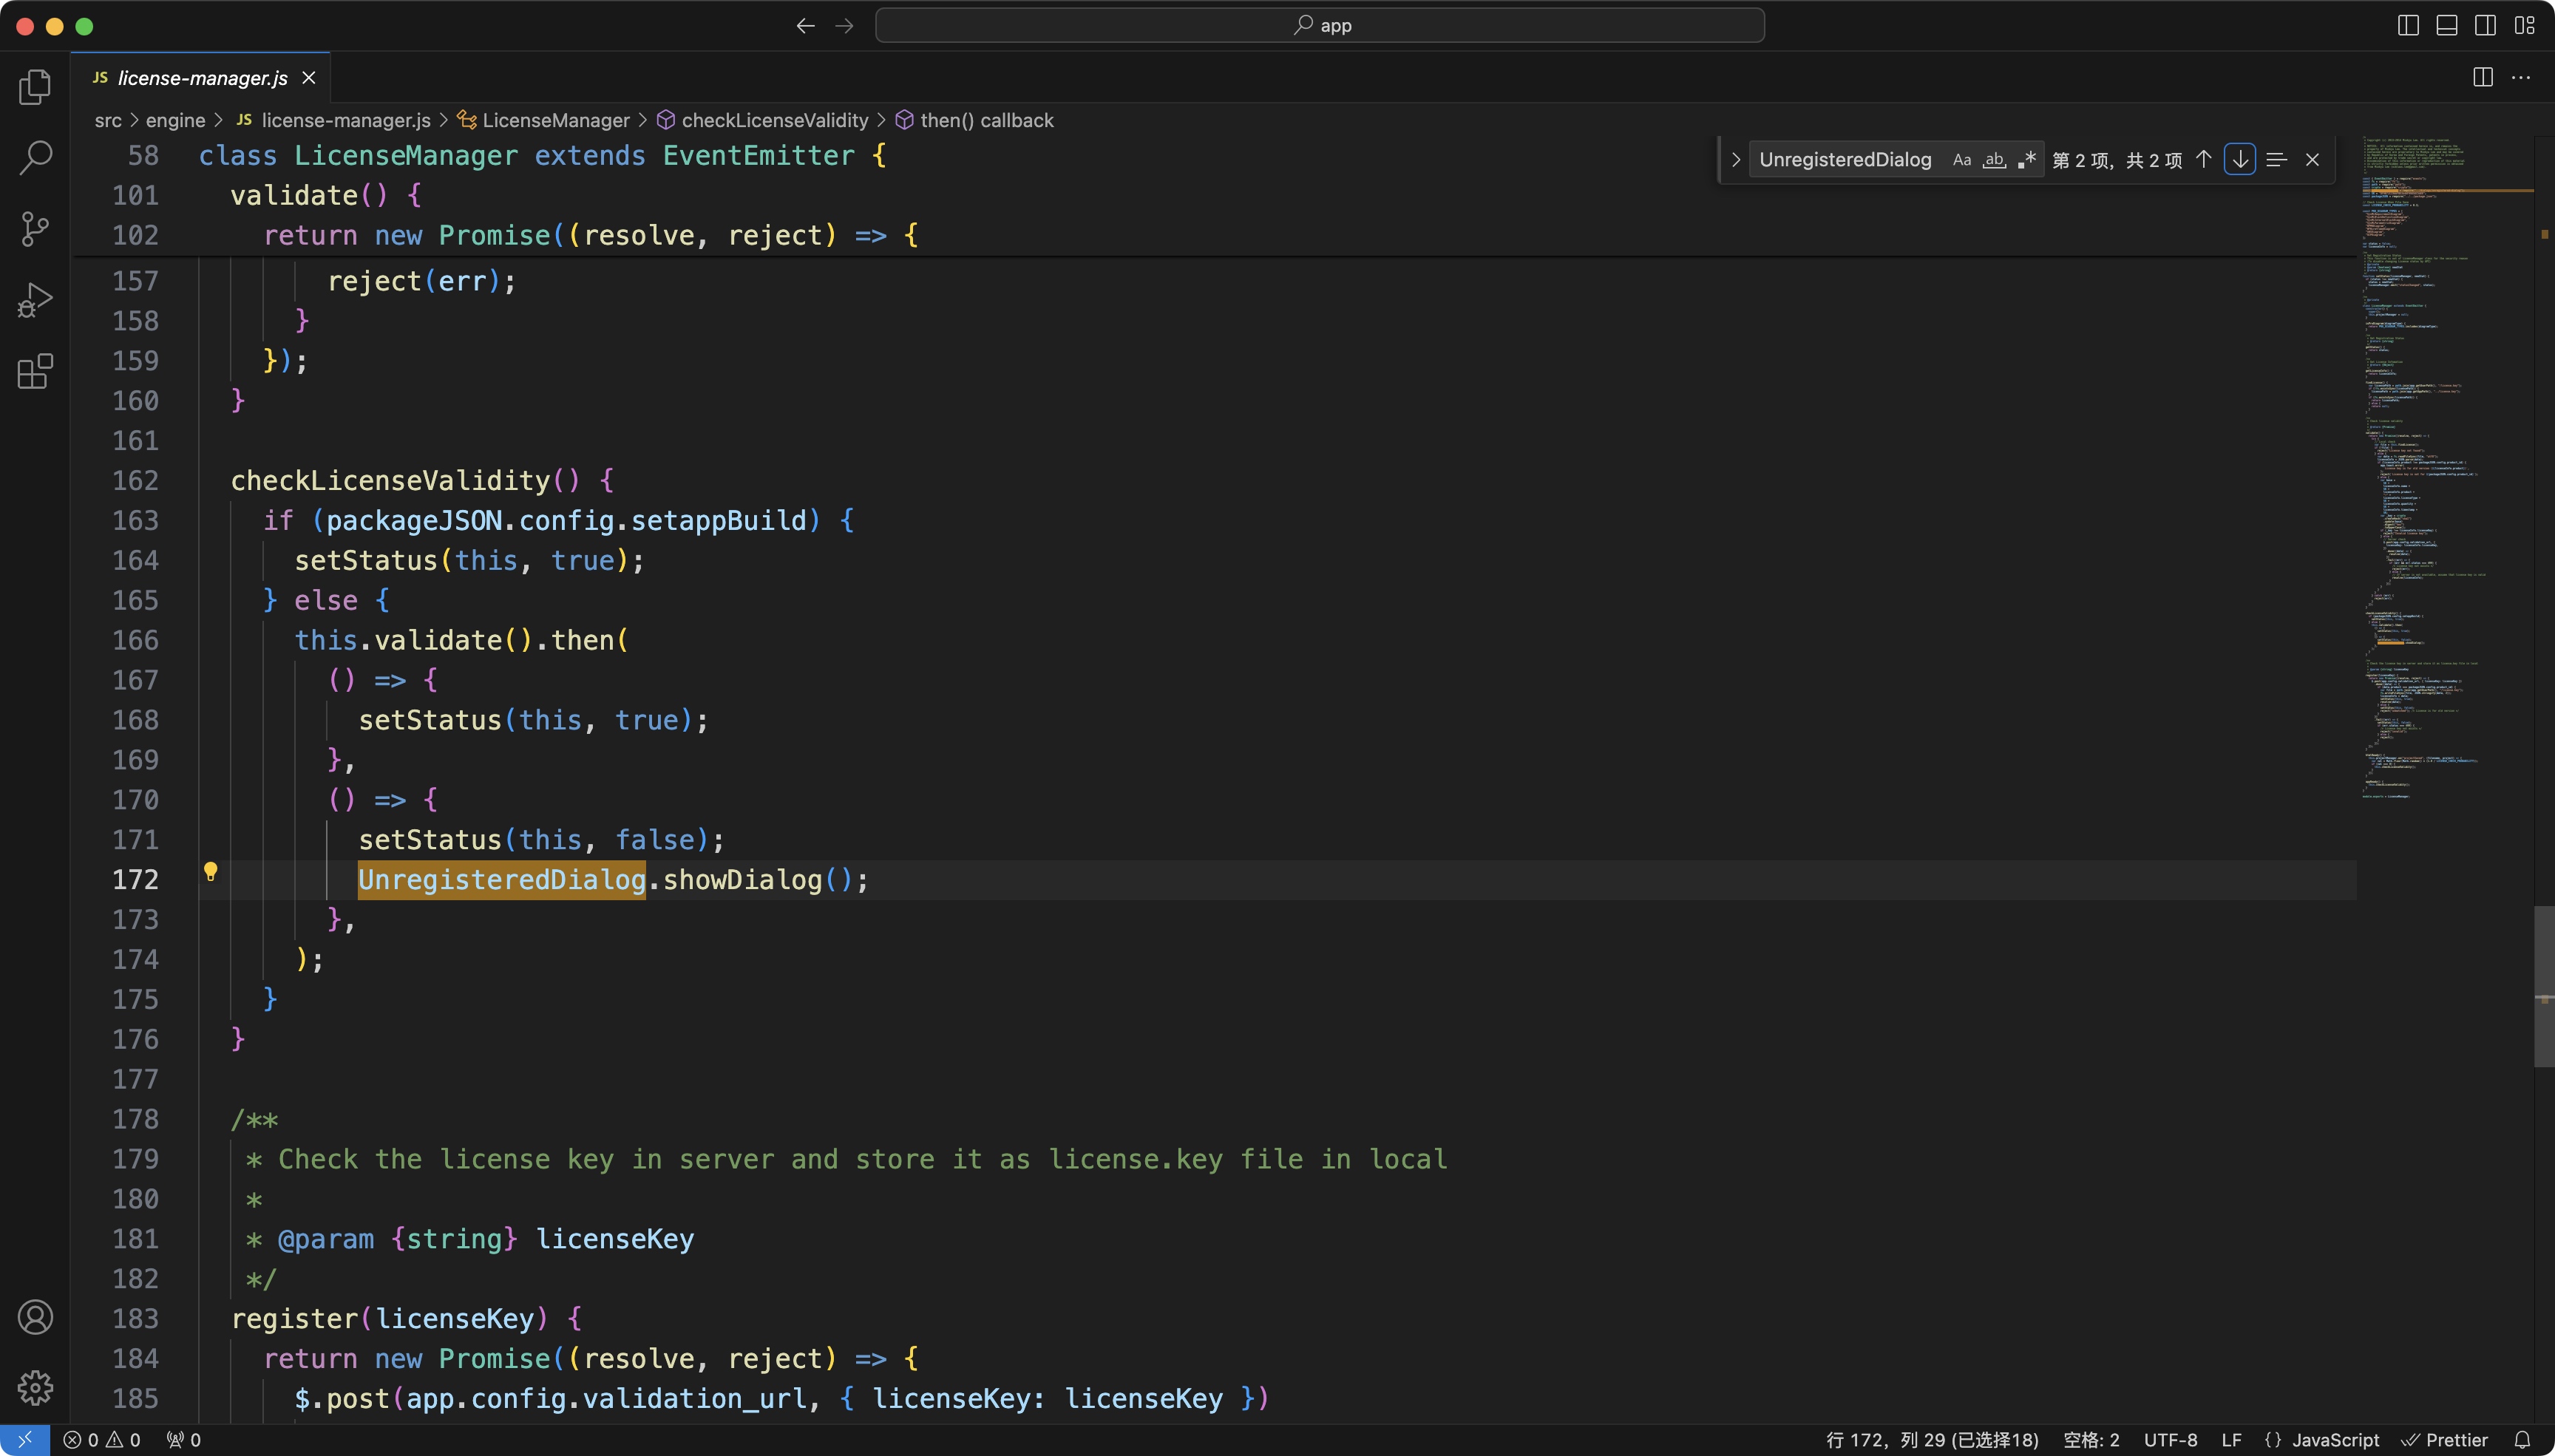 app
JS license-manager.js
src > engine > JS license-manager.js > LicenseManager > checkLicenseValidity > then() callback
UnregisteredDialog Aa ab .* 第 2 项，共 2 项
58 class LicenseManager extends EventEmitter {
101 validate() {
102 return new Promise((resolve, reject) => {
157 reject(err);
158 }
159 });
160 }
161
162 checkLicenseValidity() {
163 if (packageJSON.config.setappBuild) {
164 setStatus(this, true);
165 } else {
166 this.validate().then(
167 () => {
168 setStatus(this, true);
169 },
170 () => {
171 setStatus(this, false);
172 UnregisteredDialog.showDialog();
173 },
174 );
175 }
176 }
177
178 /**
179 * Check the license key in server and store it as license.key file in local
180 *
181 * @param {string} licenseKey
182 */
183 register(licenseKey) {
184 return new Promise((resolve, reject) => {
185 $.post(app.config.validation_url, { licenseKey: licenseKey })
0 0 0 行 172，列 29 (已选择18) 空格: 2 UTF-8 LF {} JavaScript Prettier